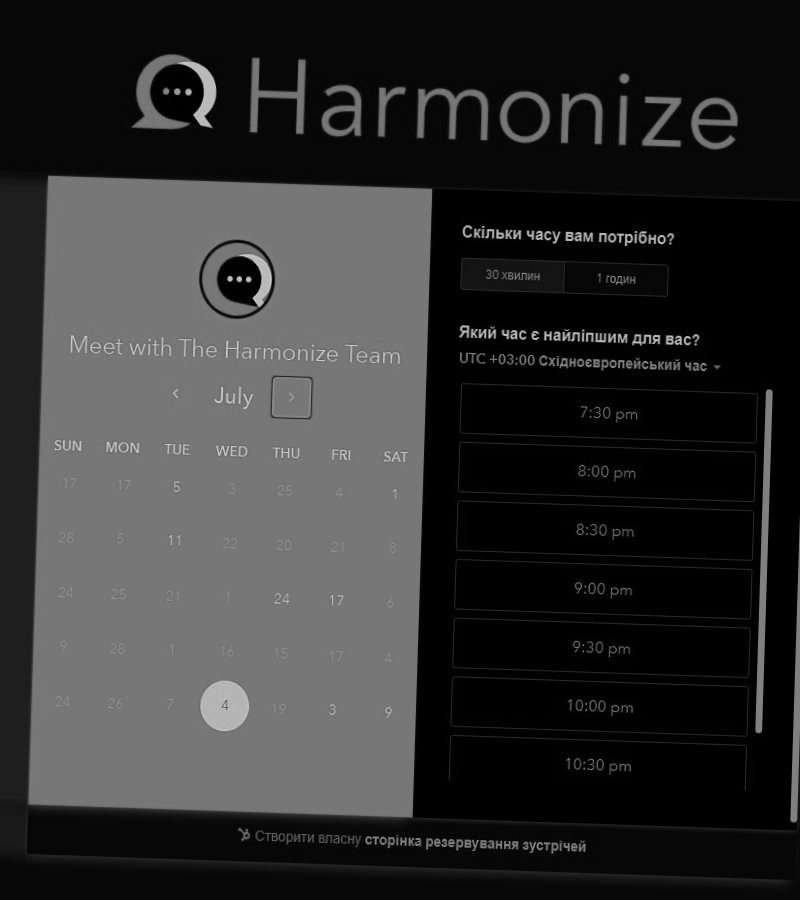 Harmonize
Meet with The Harmonize Team
July
SUN MON TUE WED THU FRI SAT
17 17 5 3 25 4 1
28 5 11 22 20 21 8
24 25 21 1 24 17 6
9 28 1 16 15 17 4
24 26 7 4 19 3 9
Скільки часу вам потрібно?
30 хвилин 1 годин
Який час є найліпшим для вас?
UTC +03:00 Східноєвропейський час
7:30 pm
8:00 pm
8:30 pm
9:00 pm
9:30 pm
10:00 pm
10:30 pm
Створити власну сторінка резервування зустрічей